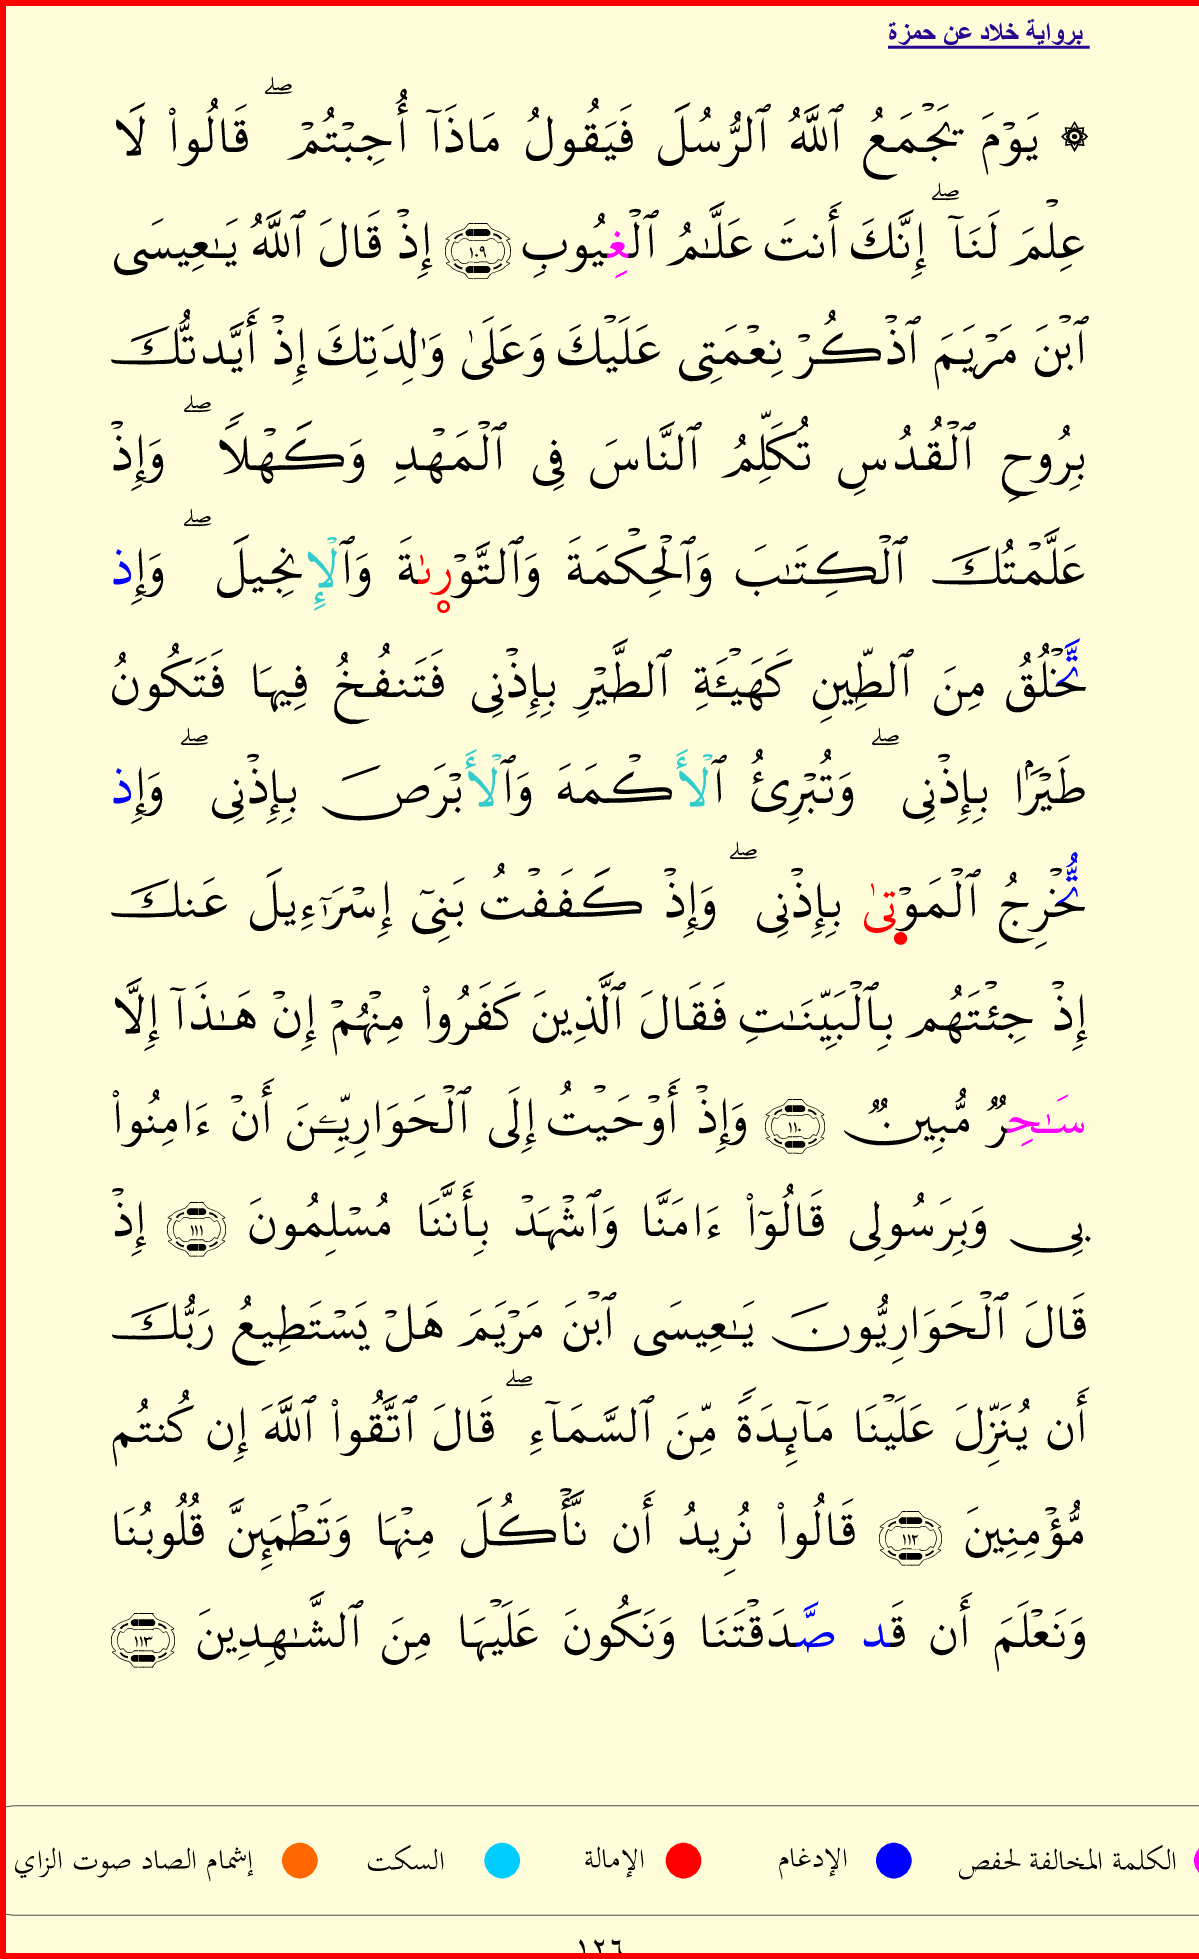 برواية خلاد عن حمزة
۞ يَوْمَ تَجْمَعُ ٱللَّهُ ٱلرُّسُلَ فَيَقُولُ مَاذَآ أُجِبْتُمْ ۖ قَالُوا۟ لَا
عِلْمَ لَنَآ ۖ إِنَّكَ أَنتَ عَلَّـٰمُ ٱلْغِيُوبِ ١٠٩ إِذْ قَالَ ٱللَّهُ يَـٰعِيسَى
ٱبْنَ مَرْيَمَ ٱذْكُرْ نِعْمَتِى عَلَيْكَ وَعَلَىٰ وَٰلِدَتِكَ إِذْ أَيَّدتُّكَ
بِرُوحِ ٱلْقُدُسِ تُكَلِّمُ ٱلنَّاسَ فِى ٱلْمَهْدِ وَكَهْلًا ۖ وَإِذْ
عَلَّمْتُكَ ٱلْكِتَـٰبَ وَٱلْحِكْمَةَ وَٱلتَّوْرٜىٰةَ وَٱلْإِنجِيلَ ۖ وَإِذ
تَّخْلُقُ مِنَ ٱلطِّينِ كَهَيْـَٔةِ ٱلطَّيْرِ بِإِذْنِى فَتَنفُخُ فِيهَا فَتَكُونُ
طَيْرًۢا بِإِذْنِى ۖ وَتُبْرِئُ ٱلْأَكْمَهَ وَٱلْأَبْرَصَ بِإِذْنِى ۖ وَإِذ
تُّخْرِجُ ٱلْمَوْتىٰ بِإِذْنِى ۖ وَإِذْ كَفَفْتُ بَنِىٓ إِسْرَٰٓءِيلَ عَنكَ
إِذْ جِئْتَهُم بِٱلْبَيِّنَـٰتِ فَقَالَ ٱلَّذِينَ كَفَرُوا۟ مِنْهُمْ إِنْ هَـٰذَآ إِلَّا
سَـٰحِرٌ مُّبِينٌ ١١٠ وَإِذْ أَوْحَيْتُ إِلَى ٱلْحَوَارِيِّـۧنَ أَنْ ءَامِنُوا۟
بِى وَبِرَسُولِى قَالُوٓا۟ ءَامَنَّا وَٱشْهَدْ بِأَنَّنَا مُسْلِمُونَ ١١١ إِذْ
قَالَ ٱلْحَوَارِيُّونَ يَـٰعِيسَى ٱبْنَ مَرْيَمَ هَلْ يَسْتَطِيعُ رَبُّكَ
أَن يُنَزِّلَ عَلَيْنَا مَآئِدَةً مِّنَ ٱلسَّمَآءِ ۖ قَالَ ٱتَّقُوا۟ ٱللَّهَ إِن كُنتُم
مُّؤْمِنِينَ ١١٢ قَالُوا۟ نُرِيدُ أَن نَّأْكُلَ مِنْهَا وَتَطْمَئِنَّ قُلُوبُنَا
وَنَعْلَمَ أَن قَد صَّدَقْتَنَا وَنَكُونَ عَلَيْهَا مِنَ ٱلشَّـٰهِدِينَ ١١٣
الكلمة المخالفة لحفص الإدغام الإمالة السكت إشمام الصاد صوت الزاي
١٢٦